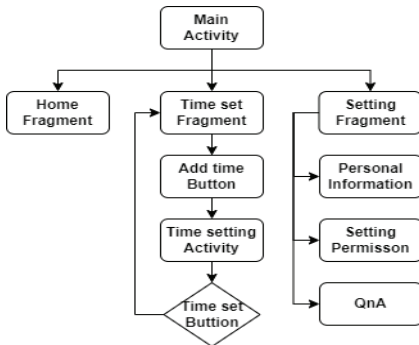 Main
Activity
Home
Fragment
Time set
Fragment
Setting
Fragment
Add time
Button
Personal
Information
Time setting
Activity
Setting
Permisson
Time set
Buttion
QnA